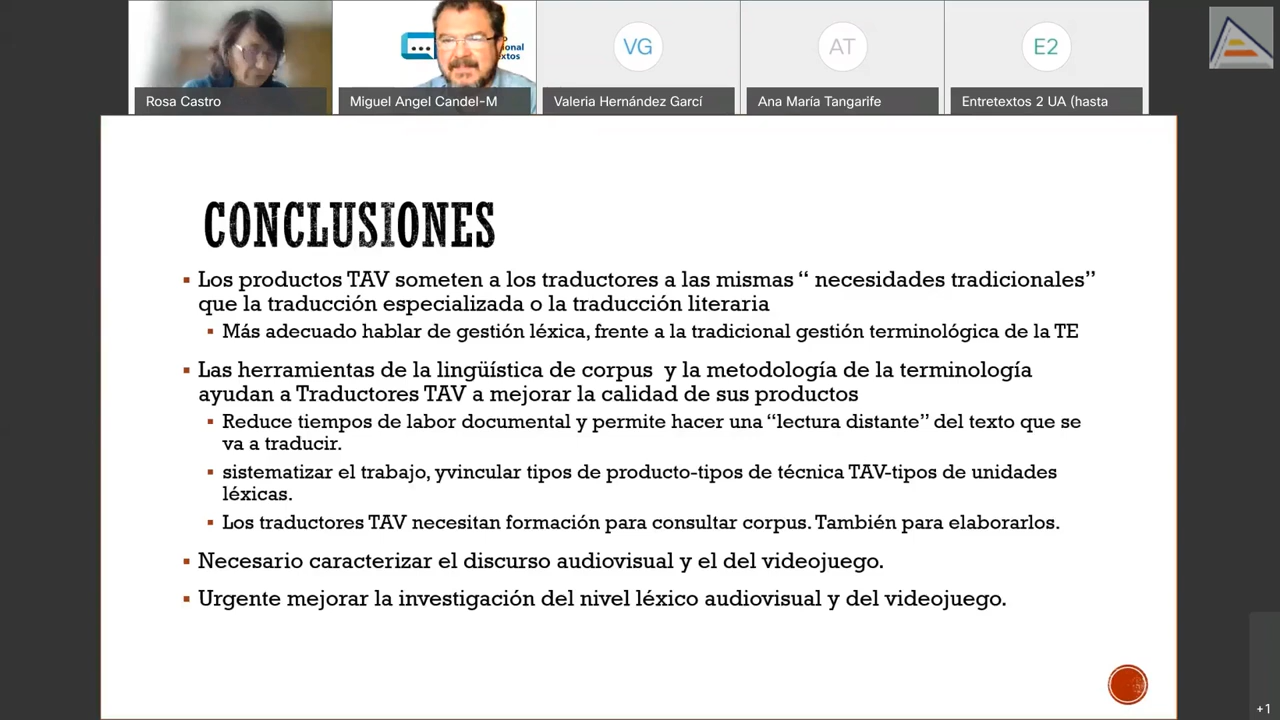 VG
AT
E2
Rosa Castro
Miguel Angel Candel-M
Valeria Hernández Garcí
Ana María Tangarife
Entretextos 2 UA (hasta
onal
xtos
CONCLUSIONES
Los productos TAV someten a los traductores a las mismas “ necesidades tradicionales”
que la traducción especializada o la traducción literaria
Más adecuado hablar de gestión léxica, frente a la tradicional gestión terminológica de la TE
Las herramientas de la lingüística de corpus  y la metodología de la terminología
ayudan a Traductores TAV a mejorar la calidad de sus productos
Reduce tiempos de labor documental y permite hacer una “lectura distante” del texto que se
va a traducir.
sistematizar el trabajo, yvincular tipos de producto-tipos de técnica TAV-tipos de unidades
léxicas.
Los traductores TAV necesitan formación para consultar corpus. También para elaborarlos.
Necesario caracterizar el discurso audiovisual y el del videojuego.
Urgente mejorar la investigación del nivel léxico audiovisual y del videojuego.
+1